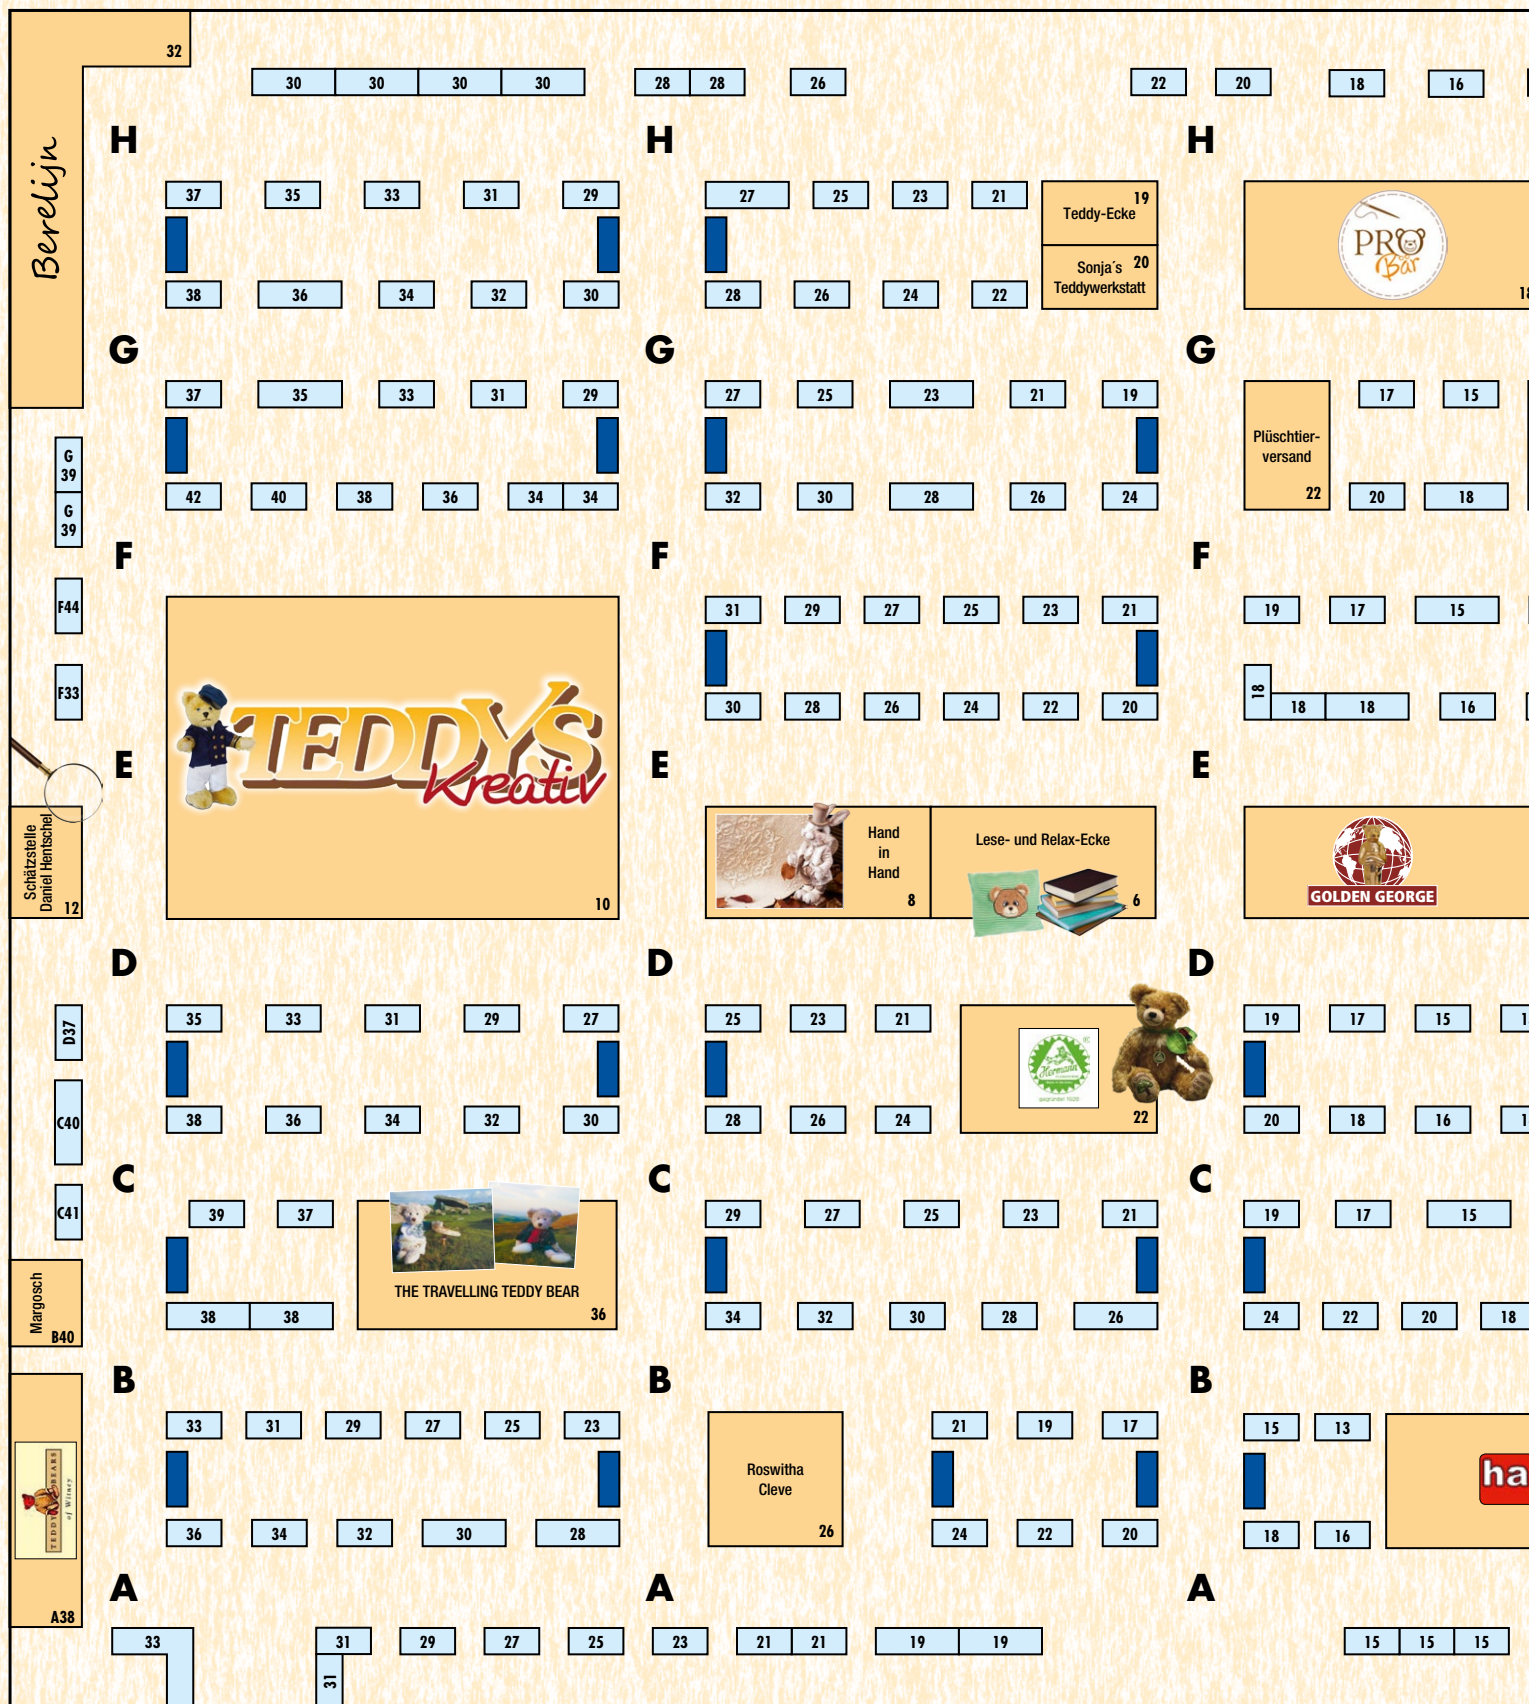 32
30 30 30 30 28 28 26 22 20 18 16
Berelijn
H H H
37 35 33 31 29 27 25 23 21
19
Teddy-Ecke
20
Sonja´s
Teddywerkstatt
PRO
Bär
18
38 36 34 32 30 28 26 24 22
G G G
37 35 33 31 29 27 25 23 21 19 17 15
Plüschtier-
versand
22
G
39
G
39
42 40 38 36 34 34 32 30 28 26 24 20 18
F F F
F44
31 29 27 25 23 21 19 17 15
F33
18
30 28 26 24 22 20 18 18 16
TEDDYS
Kreativ
10
E E E
Schätzstelle
Daniel Hentschel
12
Hand
in
Hand
8
Lese- und Relax-Ecke
6
GOLDEN GEORGE
D D D
D37
35 33 31 29 27 25 23 21 19 17 15
Hermann
gegründet 1920
22
C40
38 36 34 32 30 28 26 24 20 18 16
C C C
C41
39 37 29 27 25 23 21 19 17 15
THE TRAVELLING TEDDY BEAR
36
Margosch
B40
38 38 34 32 30 28 26 24 22 20 18
B B B
33 31 29 27 25 23 21 19 17 15 13
TEDDY BEARS
of Witney
A38
Roswitha
Cleve
26
ha
36 34 32 30 28 24 22 20 18 16
A A A
33 31 29 27 25 23 21 21 19 19 15 15 15
31